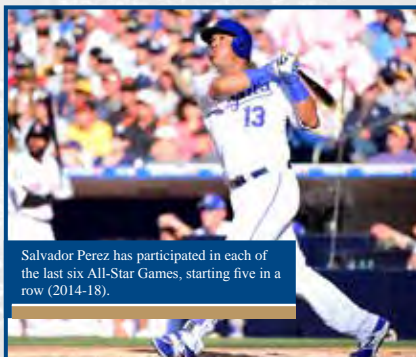 Royals
13
Salvador Perez has participated in each of
the last six All-Star Games, starting five in a
row (2014-18).